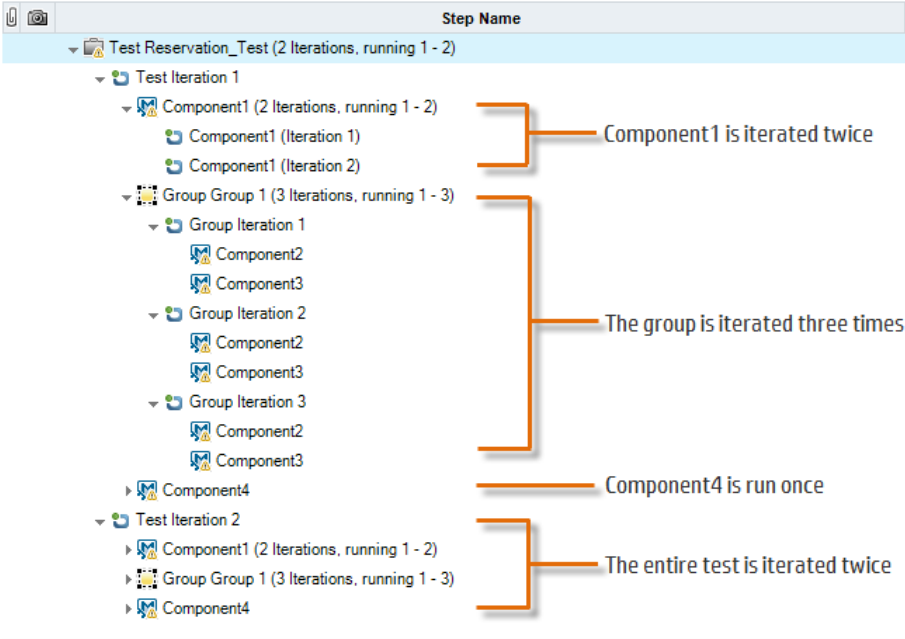 Step Name
Test Reservation_Test (2 Iterations, running 1 - 2)
Test Iteration 1
Component1 (2 Iterations, running 1 - 2)
Component1 (Iteration 1)
Component1 is iterated twice
Component1 (Iteration 2)
Group Group 1 (3 Iterations, running 1 - 3)
Group Iteration 1
Component2
Component3
Group Iteration 2
The group is iterated three times
Component2
Component3
Group Iteration 3
Component2
Component3
Component4
Component4 is run once
Test Iteration 2
Component1 (2 Iterations, running 1 - 2)
The entire test is iterated twice
Group Group 1 (3 Iterations, running 1 - 3)
Component4